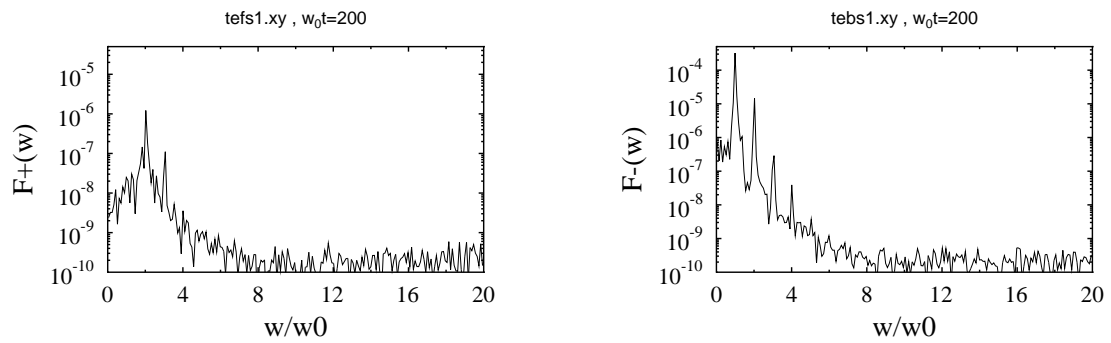 tefs1.xy , w₀t=200
F+(w)
10⁻⁵
10⁻⁶
10⁻⁷
10⁻⁸
10⁻⁹
10⁻¹⁰
0 4 8 12 16 20
w/w0
tebs1.xy , w₀t=200
F-(w)
10⁻⁴
10⁻⁵
10⁻⁶
10⁻⁷
10⁻⁸
10⁻⁹
10⁻¹⁰
0 4 8 12 16 20
w/w0